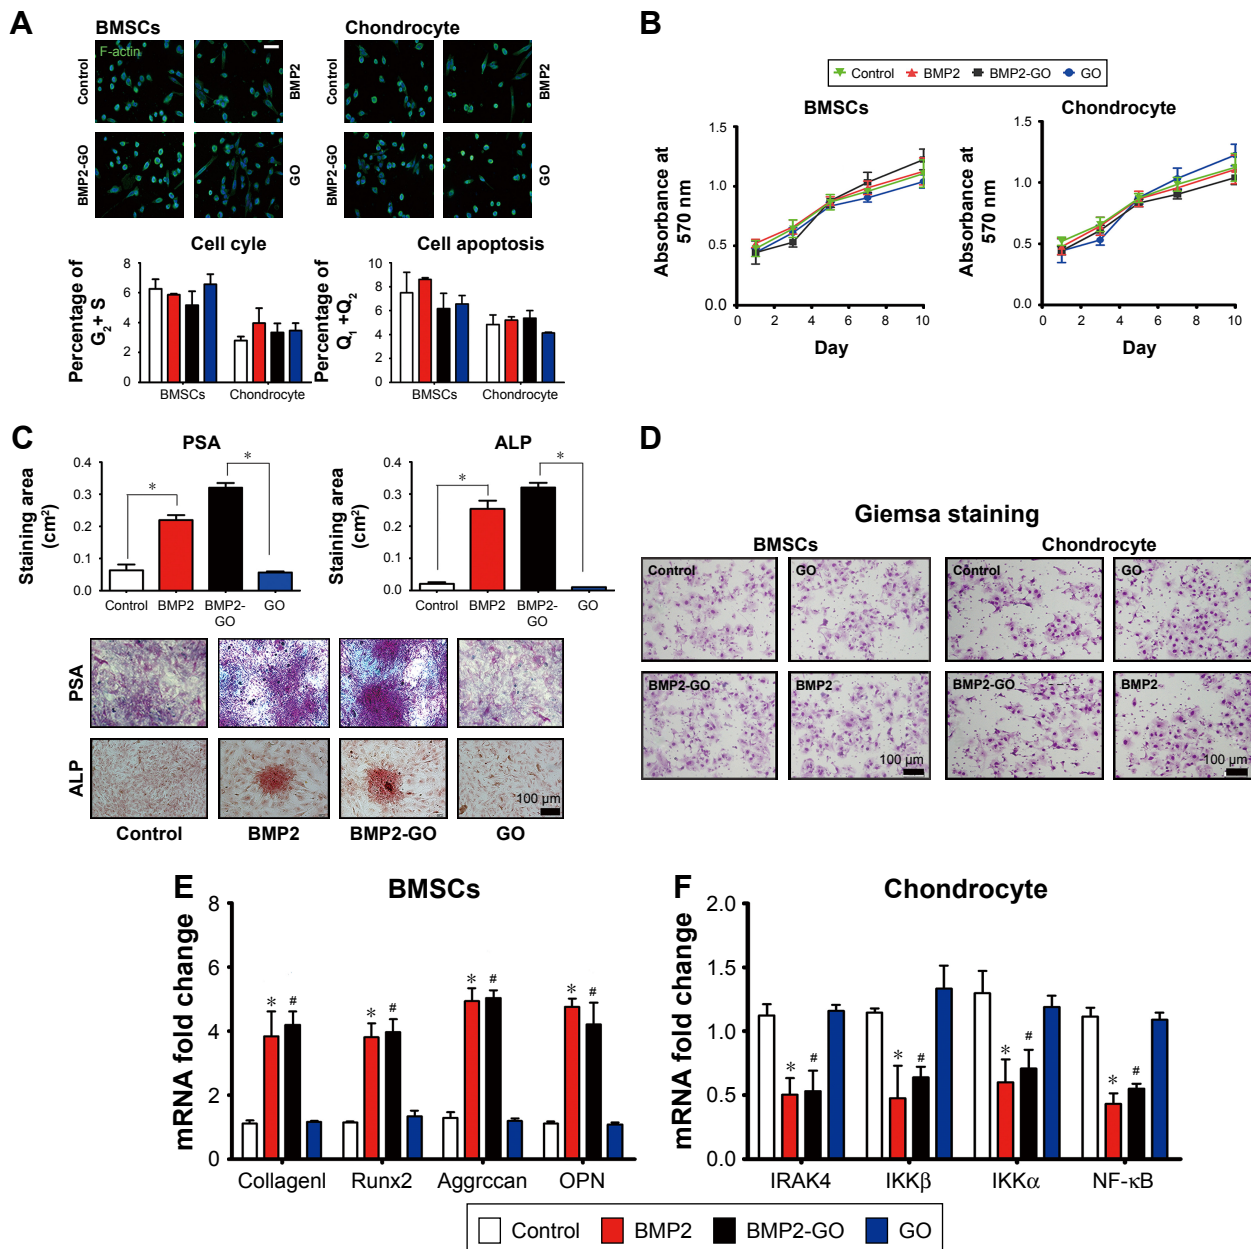 A
BMSCs
Chondrocyte
F-actin
Control
BMP2
Control
BMP2
BMP2-GO
GO
BMP2-GO
GO
Cell cyle
Percentage of
G2+ S
8
6
4
2
0
BMSCs
Chondrocyte
Cell apoptosis
Percentage of
Q1 +Q2
10
8
6
4
2
0
BMSCs
Chondrocyte
B
Control
BMP2
BMP2-GO
GO
BMSCs
Absorbance at
570 nm
1.5
1.0
0.5
0.0
0 2 4 6 8 10
Day
Chondrocyte
Absorbance at
570 nm
1.5
1.0
0.5
0.0
0 2 4 6 8 10
Day
C
PSA
Staining area
(cm2)
0.4
0.3
0.2
0.1
0.0
*
*
Control BMP2 BMP2- GO
GO
ALP
Staining area
(cm2)
0.4
0.3
0.2
0.1
0.0
*
*
Control BMP2 BMP2- GO
GO
PSA
ALP
100 µm
Control BMP2 BMP2-GO GO
D
Giemsa staining
BMSCs
Chondrocyte
Control
GO
Control
GO
BMP2-GO
BMP2
BMP2-GO
BMP2
100 µm
100 µm
E
BMSCs
mRNA fold change
8
6
4
2
0
* #
* #
* #
* #
CollagenI Runx2 Aggrccan OPN
F
Chondrocyte
mRNA fold change
2.0
1.5
1.0
0.5
0.0
* #
* #
* #
* #
IRAK4 IKKβ IKKα NF-κB
Control BMP2 BMP2-GO GO